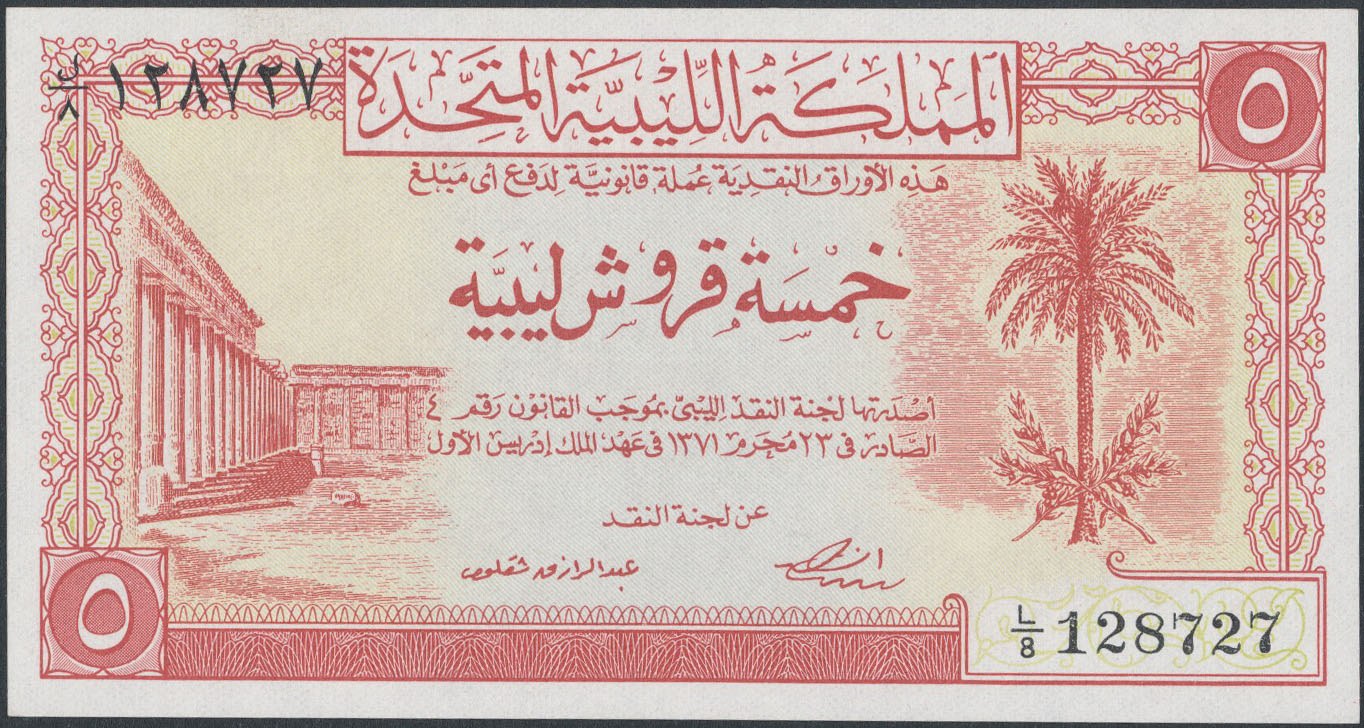 المملكة الليبية المتحدة
ل/٨ ١٢٨٧٢٧
٥
هذه الأوراق النقدية عملة قانونية لدفع أى مبلغ
خمسة قروش ليبية
أصدرتها لجنة النقد الليبي بموجب القانون رقم ٤
الصادر فى ٢٣ محرم ١٣٧١ فى عهد الملك إدريس الأول
عن لجنة النقد
عبد الرازق شقلوف
٥
L/8 128727